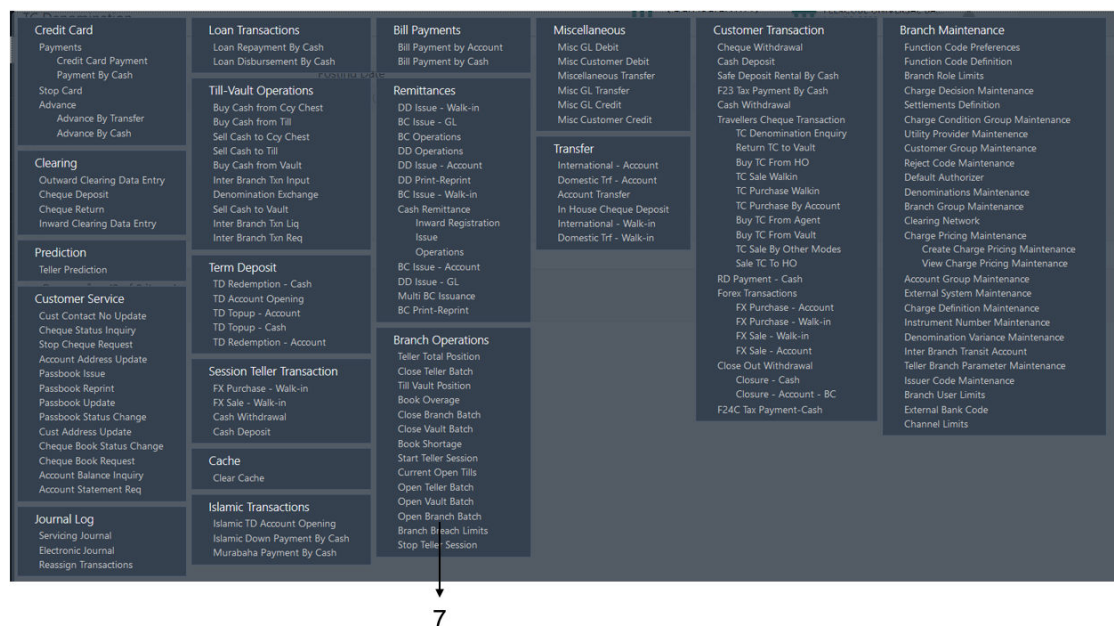 TC Denomination
Credit Card
Payments
Credit Card Payment
Payment By Cash
Stop Card
Advance
Advance By Transfer
Advance By Cash
Clearing
Outward Clearing Data Entry
Cheque Deposit
Cheque Return
Inward Clearing Data Entry
Prediction
Teller Prediction
Customer Service
Cust Contact No Update
Cheque Status Inquiry
Stop Cheque Request
Account Address Update
Passbook Issue
Passbook Reprint
Passbook Update
Passbook Status Change
Cust Address Update
Cheque Book Status Change
Cheque Book Request
Account Balance Inquiry
Account Statement Req
Journal Log
Servicing Journal
Electronic Journal
Reassign Transactions
Loan Transactions
Loan Repayment By Cash
Loan Disbursement By Cash
Till-Vault Operations
Buy Cash from Ccy Chest
Buy Cash from Till
Sell Cash to Ccy Chest
Sell Cash to Till
Buy Cash from Vault
Inter Branch Txn Input
Denomination Exchange
Sell Cash to Vault
Inter Branch Txn Liq
Inter Branch Txn Req
Term Deposit
TD Redemption - Cash
TD Account Opening
TD Topup - Account
TD Topup - Cash
TD Redemption - Account
Session Teller Transaction
FX Purchase - Walk-in
FX Sale - Walk-in
Cash Withdrawal
Cash Deposit
Cache
Clear Cache
Islamic Transactions
Islamic TD Account Opening
Islamic Down Payment By Cash
Murabaha Payment By Cash
Bill Payments
Bill Payment by Account
Bill Payment by Cash
Remittances
DD Issue - Walk-in
BC Issue - GL
BC Operations
DD Operations
DD Issue - Account
DD Print-Reprint
BC Issue - Walk-in
Cash Remittance
Inward Registration
Issue
Operations
BC Issue - Account
DD Issue - GL
Multi BC Issuance
BC Print-Reprint
Branch Operations
Teller Total Position
Close Teller Batch
Till Vault Position
Book Overage
Close Branch Batch
Close Vault Batch
Book Shortage
Start Teller Session
Current Open Tills
Open Teller Batch
Open Vault Batch
Open Branch Batch
Branch Breach Limits
Stop Teller Session
Miscellaneous
Misc GL Debit
Misc Customer Debit
Miscellaneous Transfer
Misc GL Transfer
Misc GL Credit
Misc Customer Credit
Transfer
International - Account
Domestic Trf - Account
Account Transfer
In House Cheque Deposit
International - Walk-in
Domestic Trf - Walk-in
Customer Transaction
Cheque Withdrawal
Cash Deposit
Safe Deposit Rental By Cash
F23 Tax Payment By Cash
Cash Withdrawal
Travellers Cheque Transaction
TC Denomination Enquiry
Return TC to Vault
Buy TC From HO
TC Sale Walkin
TC Purchase Walkin
TC Purchase By Account
Buy TC From Agent
Buy TC From Vault
TC Sale By Other Modes
Sale TC To HO
RD Payment - Cash
Forex Transactions
FX Purchase - Account
FX Purchase - Walk-in
FX Sale - Walk-in
FX Sale - Account
Close Out Withdrawal
Closure - Cash
Closure - Account - BC
F24C Tax Payment-Cash
Branch Maintenance
Function Code Preferences
Function Code Definition
Branch Role Limits
Charge Decision Maintenance
Settlements Definition
Charge Condition Group Maintenance
Utility Provider Maintenence
Customer Group Maintenance
Reject Code Maintenance
Default Authorizer
Denominations Maintenance
Branch Group Maintenance
Clearing Network
Charge Pricing Maintenance
Create Charge Pricing Maintenance
View Charge Pricing Maintenance
Account Group Maintenance
External System Maintenance
Charge Definition Maintenance
Instrument Number Maintenance
Denomination Variance Maintenance
Inter Branch Transit Account
Teller Branch Parameter Maintenance
Issuer Code Maintenance
Branch User Limits
External Bank Code
Channel Limits
7